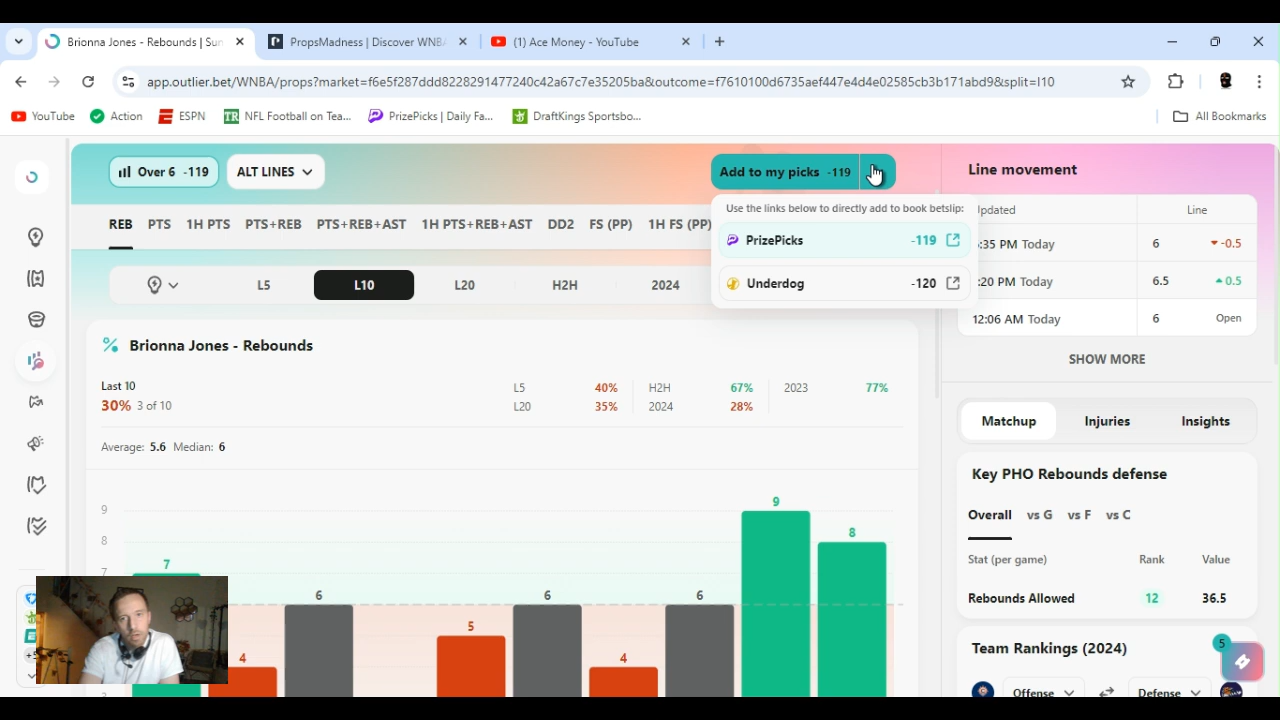 Brionna Jones - Rebounds | Sun
PropsMadness | Discover WNB
(1) Ace Money - YouTube
app.outlier.bet/WNBA/props?market=f6e5f287ddd8228291477240c42a67c7e35205ba&outcome=f7610100d6735aef447e4d4e02585cb3b171abd9&split=l10
YouTube
Action
ESPN
NFL Football on Tea...
PrizePicks | Daily Fa...
DraftKings Sportsbo...
All Bookmarks
Over 6 -119
ALT LINES
Add to my picks -119
Line movement
Use the links below to directly add to book betslip:
PrizePicks -119
Underdog -120
REB PTS 1H PTS PTS+REB PTS+REB+AST 1H PTS+REB+AST DD2 FS (PP) 1H FS (PP)
L5 L10 L20 H2H 2024
pdated Line
:35 PM Today 6 -0.5
:20 PM Today 6.5 0.5
12:06 AM Today 6 Open
SHOW MORE
Brionna Jones - Rebounds
Last 10
30% 3 of 10
L5 40% H2H 67% 2023 77%
L20 35% 2024 28%
Average: 5.6 Median: 6
9
8
7
7
4
6
5
6
4
6
9
8
Matchup Injuries Insights
Key PHO Rebounds defense
Overall vs G vs F vs C
Stat (per game) Rank Value
Rebounds Allowed 12 36.5
Team Rankings (2024)
Offense Defense
5